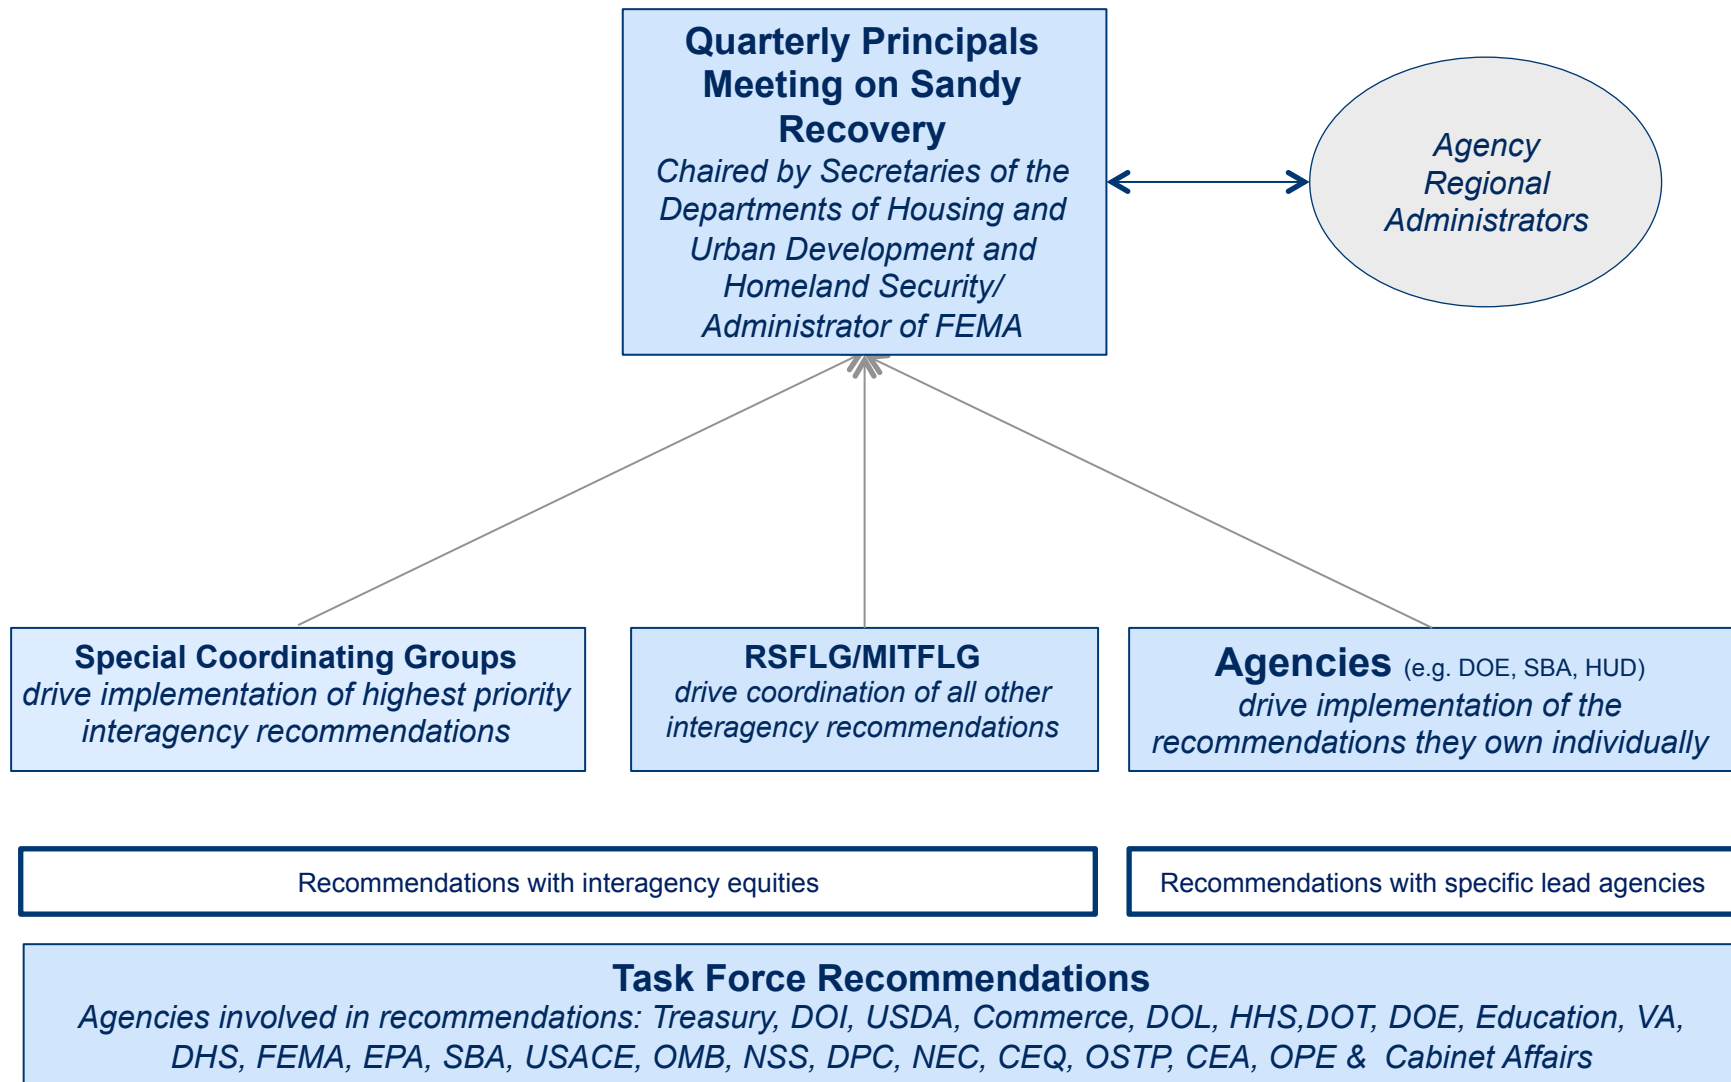 Quarterly Principals
Meeting on Sandy
Recovery
Chaired by Secretaries of the
Departments of Housing and
Urban Development and
Homeland Security/
Administrator of FEMA
Agency
Regional
Administrators
Special Coordinating Groups
drive implementation of highest priority
interagency recommendations
RSFLG/MITFLG
drive coordination of all other
interagency recommendations
Agencies (e.g. DOE, SBA, HUD)
drive implementation of the
recommendations they own individually
Recommendations with interagency equities
Recommendations with specific lead agencies
Task Force Recommendations
Agencies involved in recommendations: Treasury, DOI, USDA, Commerce, DOL, HHS,DOT, DOE, Education, VA,
DHS, FEMA, EPA, SBA, USACE, OMB, NSS, DPC, NEC, CEQ, OSTP, CEA, OPE & Cabinet Affairs